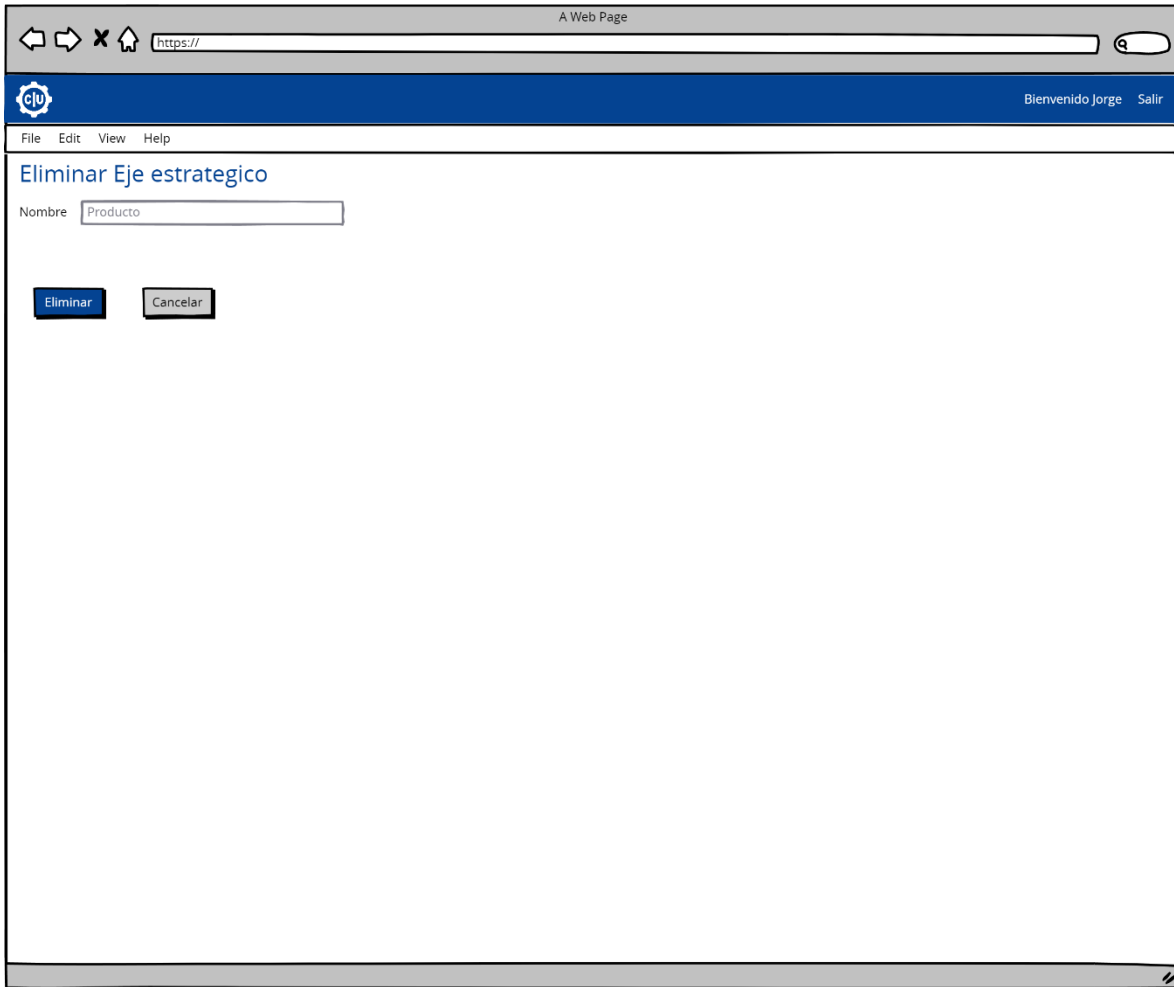 A Web Page
https://
c|u
Bienvenido Jorge Salir
File Edit View Help
Eliminar Eje estrategico
Nombre Producto
Eliminar Cancelar